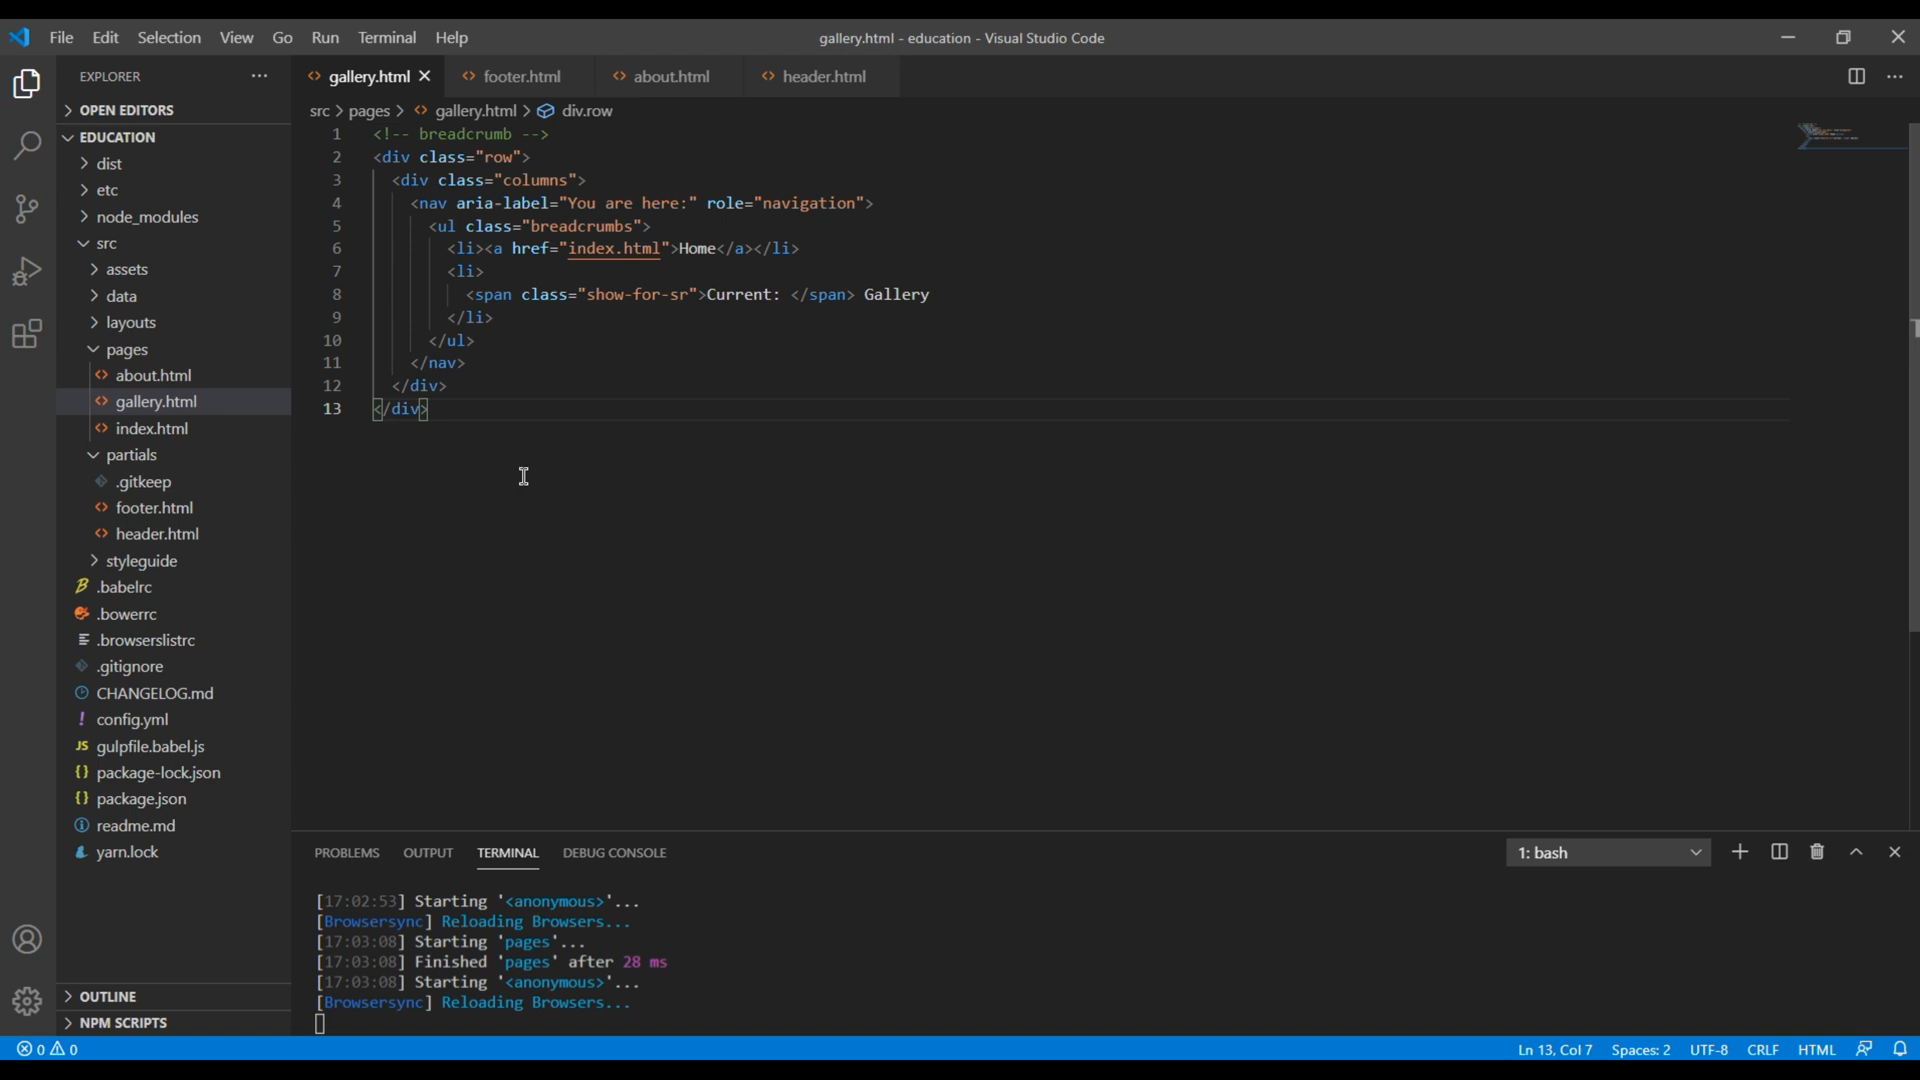 File Edit Selection View Go Run Terminal Help gallery.html - education - Visual Studio Code
EXPLORER
OPEN EDITORS
EDUCATION
dist
etc
node_modules
src
assets
data
layouts
pages
about.html
gallery.html
index.html
partials
.gitkeep
footer.html
header.html
styleguide
.babelrc
.bowerrc
.browserslistrc
.gitignore
CHANGELOG.md
config.yml
JS gulpfile.babel.js
package-lock.json
package.json
readme.md
yarn.lock
OUTLINE
NPM SCRIPTS
gallery.html footer.html about.html header.html
src > pages > gallery.html > div.row
1 <!-- breadcrumb -->
2 <div class="row">
3 <div class="columns">
4 <nav aria-label="You are here:" role="navigation">
5 <ul class="breadcrumbs">
6 <li><a href="index.html">Home</a></li>
7 <li>
8 <span class="show-for-sr">Current: </span> Gallery
9 </li>
10 </ul>
11 </nav>
12 </div>
13 </div>
PROBLEMS OUTPUT TERMINAL DEBUG CONSOLE 1: bash
[17:02:53] Starting '<anonymous>'...
[Browsersync] Reloading Browsers...
[17:03:08] Starting 'pages'...
[17:03:08] Finished 'pages' after 28 ms
[17:03:08] Starting '<anonymous>'...
[Browsersync] Reloading Browsers...
0 0 Ln 13, Col 7 Spaces: 2 UTF-8 CRLF HTML